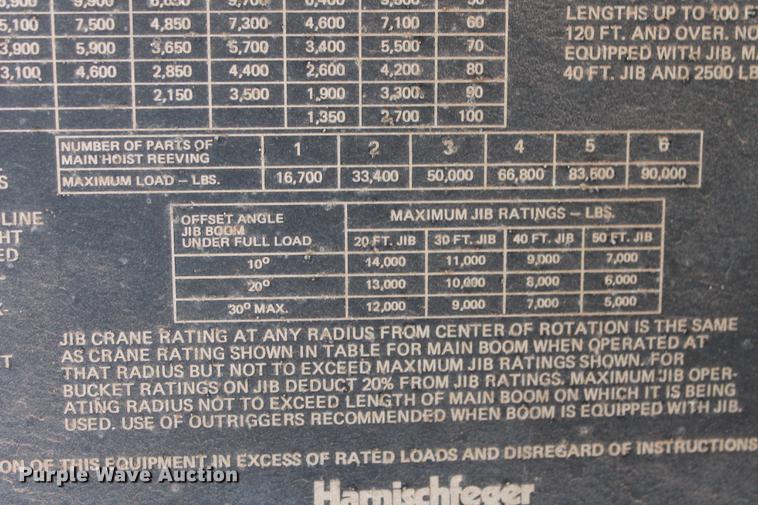 5,100 7,500 4,850 7,300 4,600 7,100 60
3,900 5,900 3,650 5,700 3,400 5,500 70
3,100 4,600 2,850 4,400 2,600 4,200 80
2,150 3,500 1,900 3,300 90
1,350 2,700 100
LENGTHS UP TO 100 F
120 FT. AND OVER. NO
EQUIPPED WITH JIB, MA
40 FT. JIB AND 2500 LB
NUMBER OF PARTS OF MAIN HOIST REEVING 1 2 3 4 5 6
MAXIMUM LOAD – LBS. 16,700 33,400 50,000 66,800 83,500 90,000
S
LINE
HT
ED
T
OFFSET ANGLE
JIB BOOM
UNDER FULL LOAD
MAXIMUM JIB RATINGS – LBS.
20 FT. JIB 30 FT. JIB 40 FT. JIB 50 FT. JIB
10º 14,000 11,000 9,000 7,000
20º 13,000 10,000 8,000 6,000
30º MAX. 12,000 9,000 7,000 5,000
JIB CRANE RATING AT ANY RADIUS FROM CENTER OF ROTATION IS THE SAME
AS CRANE RATING SHOWN IN TABLE FOR MAIN BOOM WHEN OPERATED AT
THAT RADIUS BUT NOT TO EXCEED MAXIMUM JIB RATINGS SHOWN. FOR
BUCKET RATINGS ON JIB DEDUCT 20% FROM JIB RATINGS. MAXIMUM JIB OPER-
ATING RADIUS NOT TO EXCEED LENGTH OF MAIN BOOM ON WHICH IT IS BEING
USED. USE OF OUTRIGGERS RECOMMENDED WHEN BOOM IS EQUIPPED WITH JIB.
ON OF THIS EQUIPMENT IN EXCESS OF RATED LOADS AND DISREGARD OF INSTRUCTIONS
Purple Wave Auction
Harnischfeger